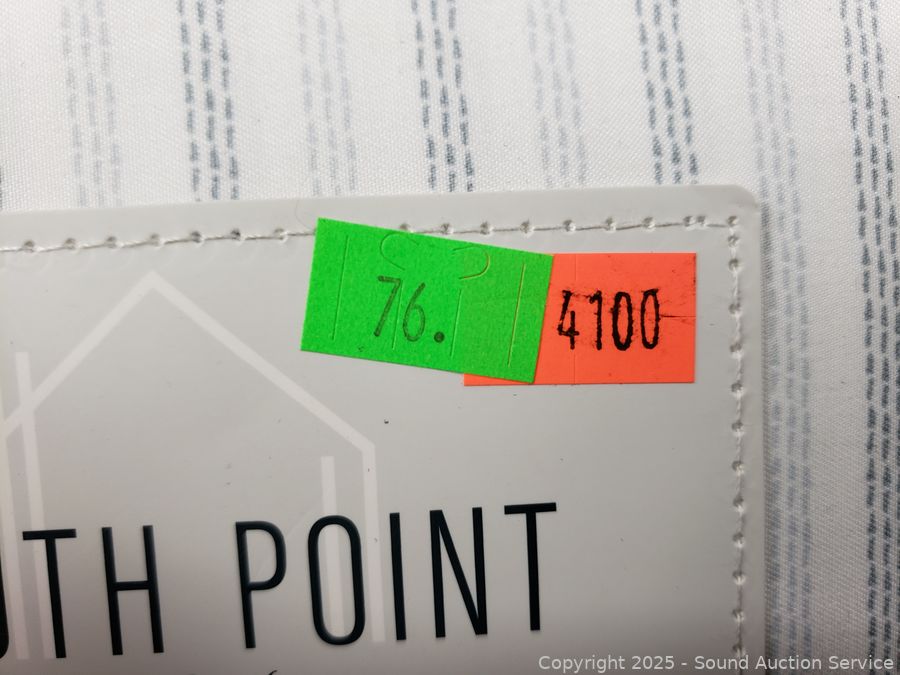 76.
4100
UTH POINT
Copyright 2025 - Sound Auction Service